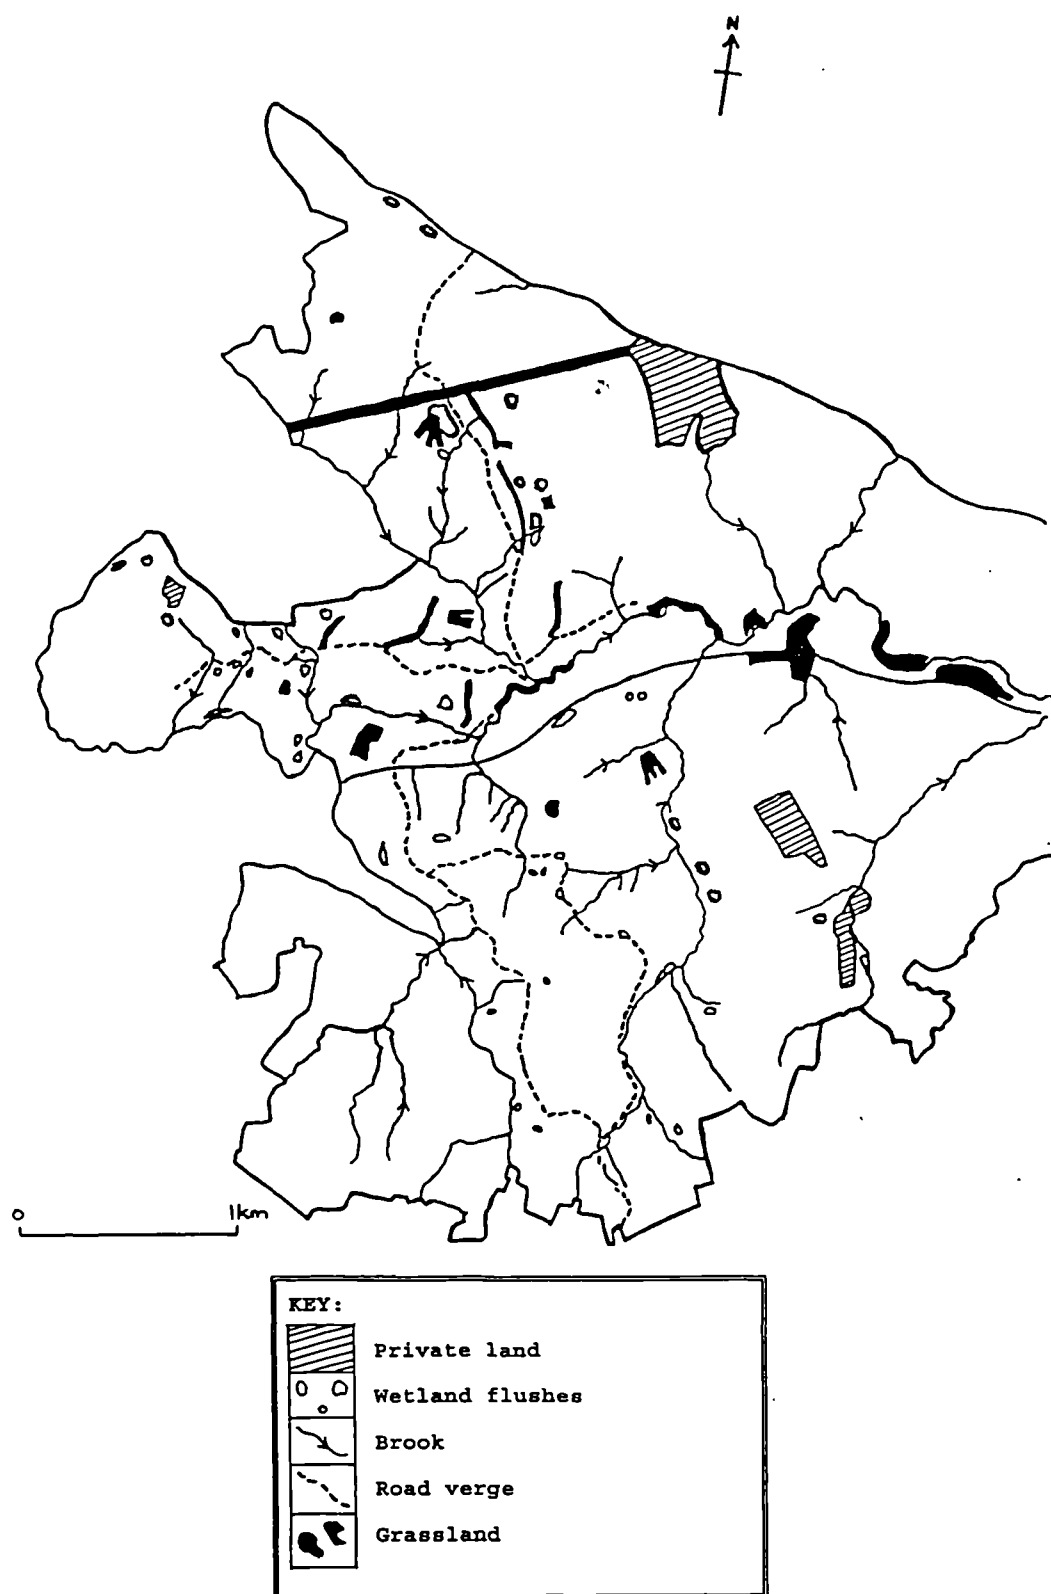 N
0
1km
KEY:
Private land
Wetland flushes
Brook
Road verge
Grassland